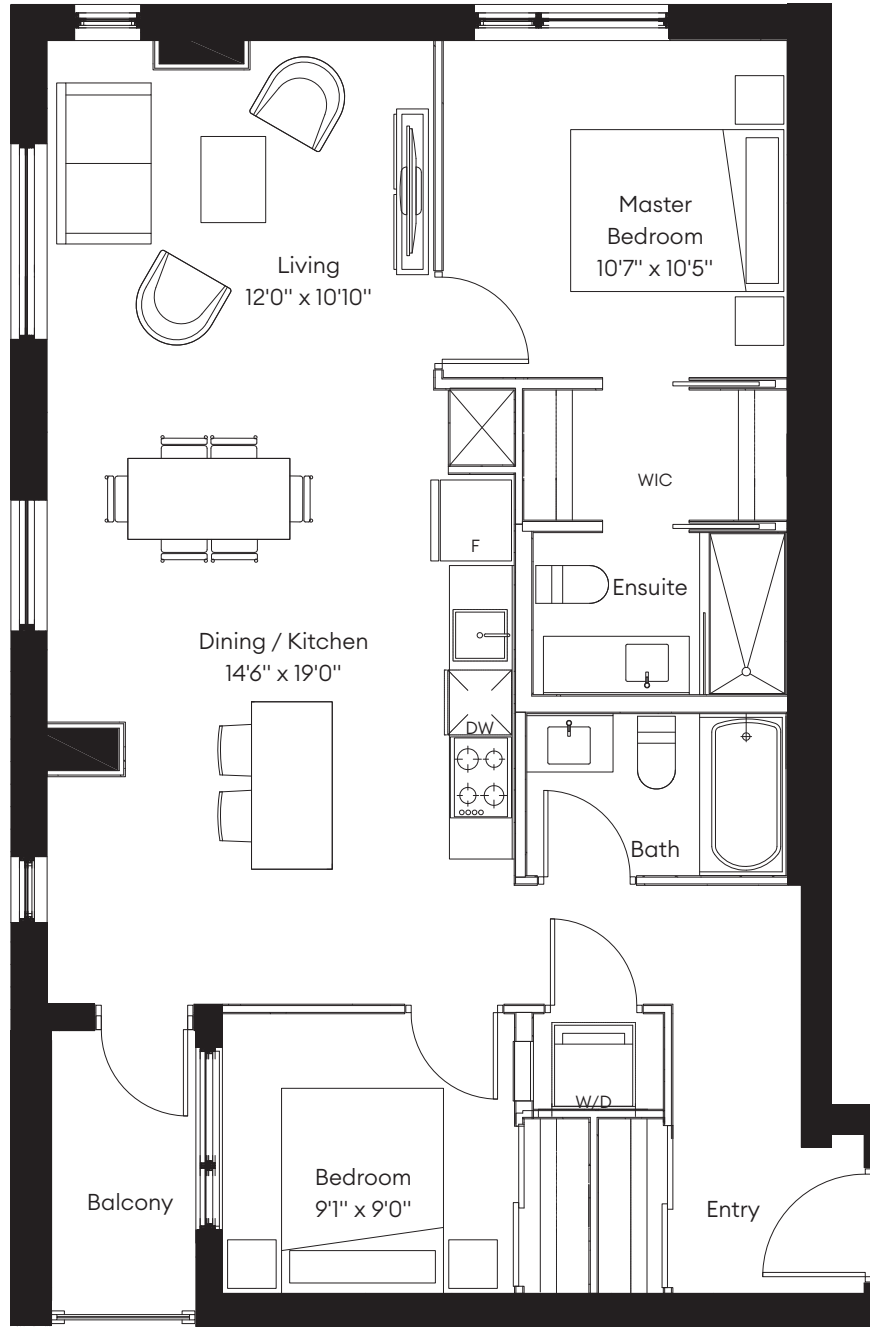 Master
Bedroom
10'7" x 10'5"
Living
12'0" x 10'10"
WIC
F
Ensuite
Dining / Kitchen
14'6" x 19'0"
DW
Bath
W/D
Bedroom
9'1" x 9'0"
Balcony
Entry